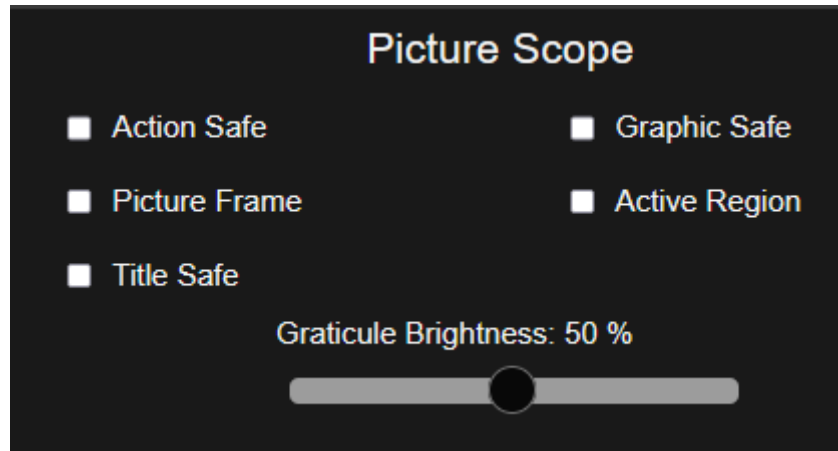 Picture Scope
Action Safe
Graphic Safe
Picture Frame
Active Region
Title Safe
Graticule Brightness: 50 %